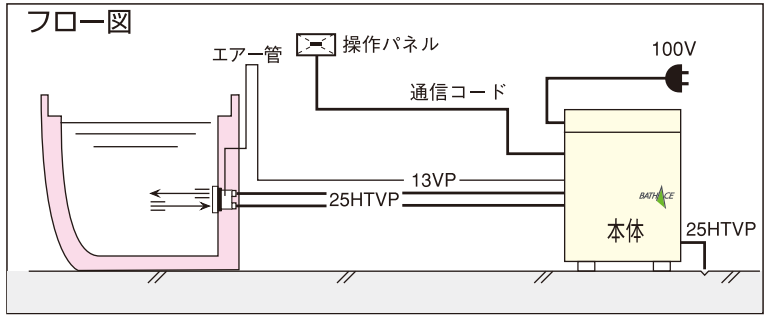 フロー図
エアー管
操作パネル
100V
通信コード
13VP
25HTVP
BATHACE
本体
25HTVP